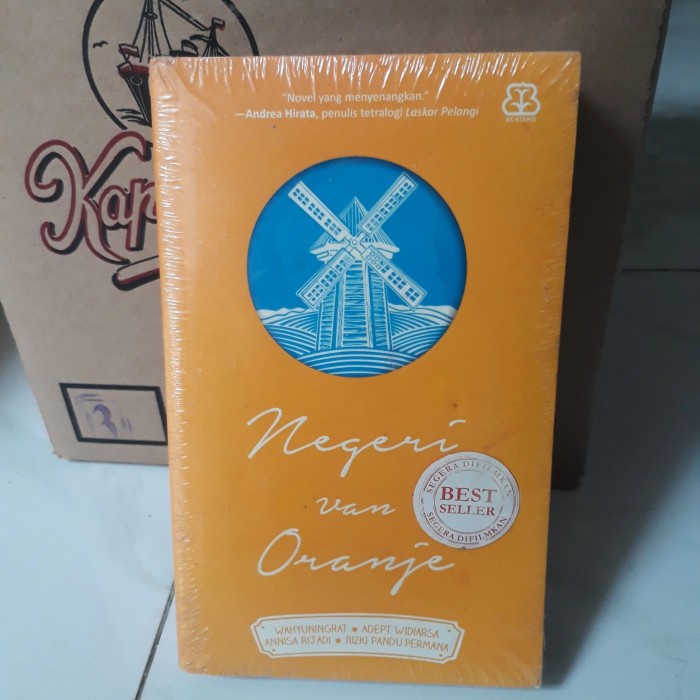 "Novel yang menyenangkan."
—Andrea Hirata, penulis tetralogi Laskar Pelangi
BENTANG
Negeri
van
Oranje
SEGERA DIFILMKAN
BEST
SELLER
SEGERA DIFILMKAN
WAHYUNINGRAT • ADEPT WIDIARSA
ANNISA RIJADI • RIZKI PANDU PERMANA